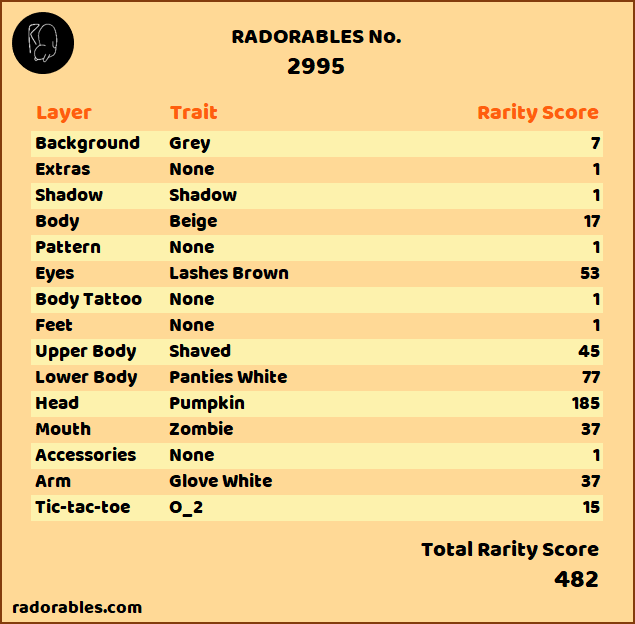 RADORABLES No.
2995
Layer Trait Rarity Score
Background Grey 7
Extras None 1
Shadow Shadow 1
Body Beige 17
Pattern None 1
Eyes Lashes Brown 53
Body Tattoo None 1
Feet None 1
Upper Body Shaved 45
Lower Body Panties White 77
Head Pumpkin 185
Mouth Zombie 37
Accessories None 1
Arm Glove White 37
Tic-tac-toe O_2 15
Total Rarity Score
482
radorables.com